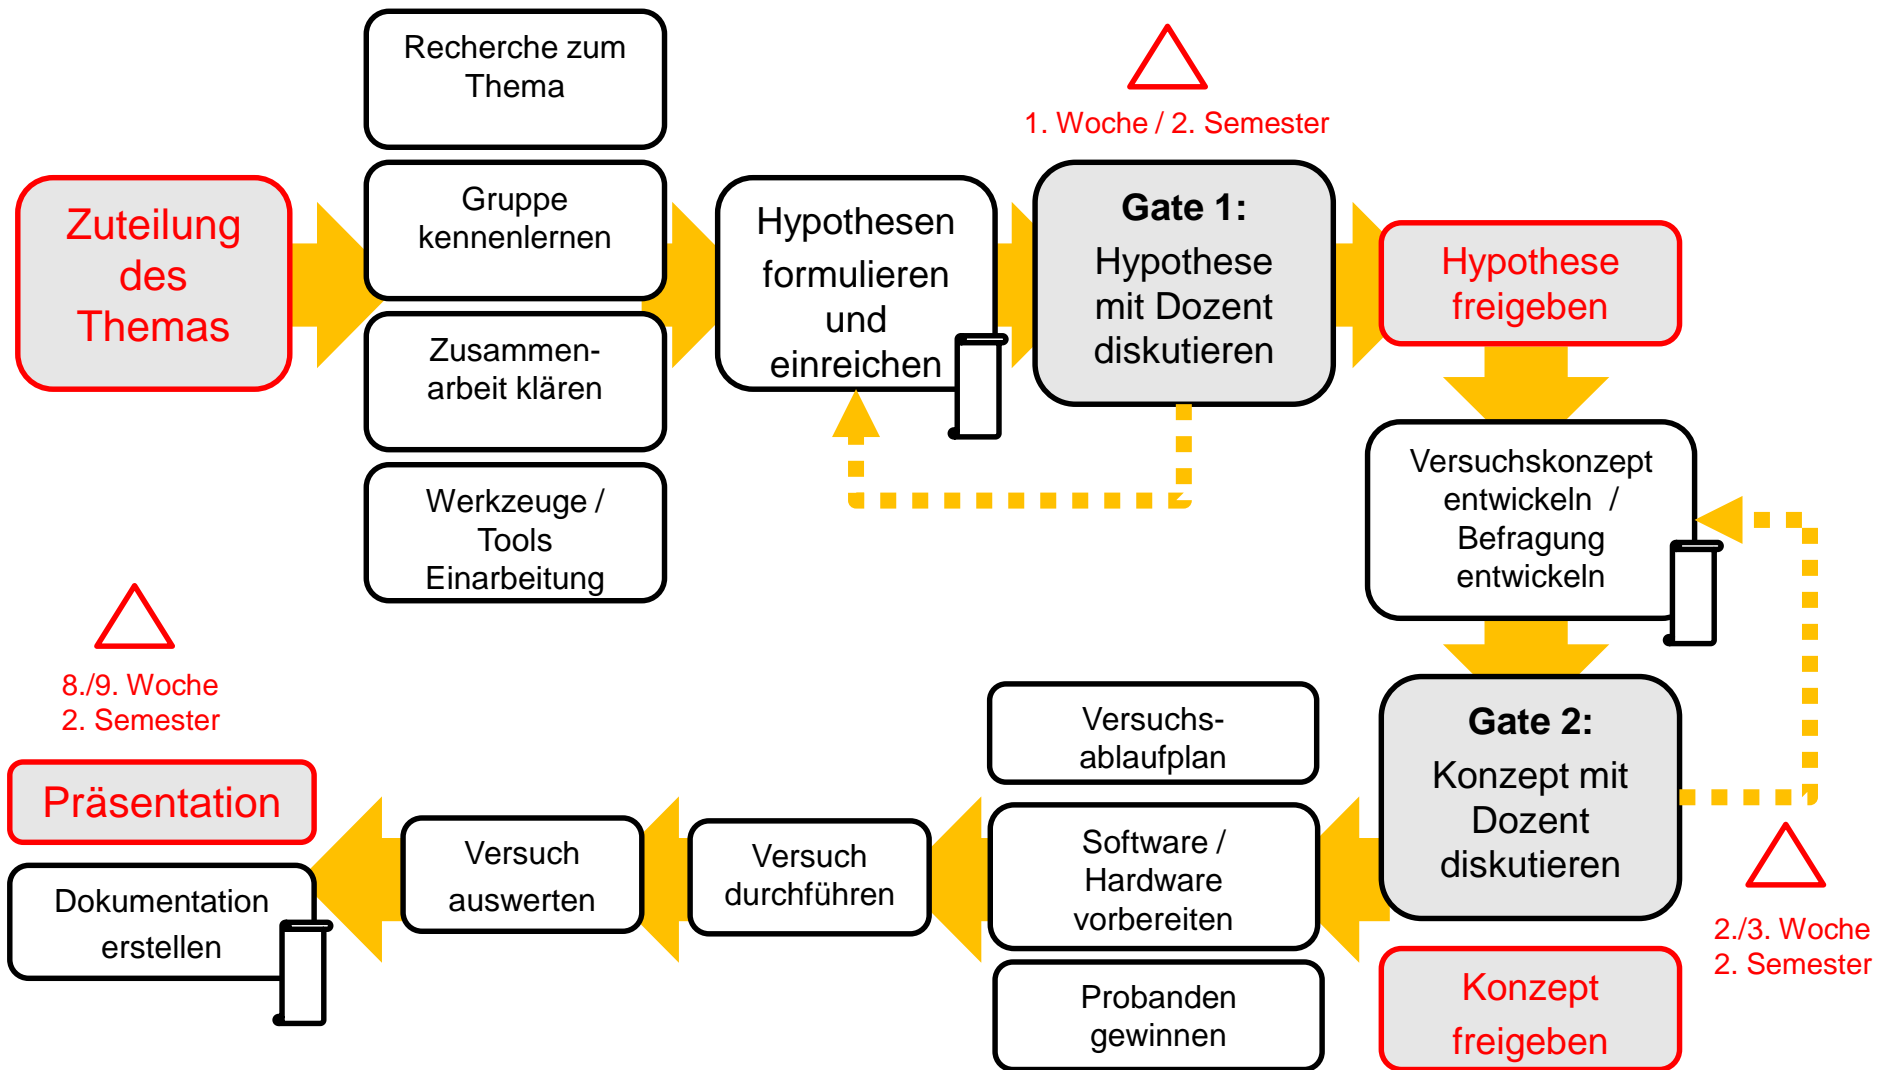 Zuteilung
des
Themas
Recherche zum
Thema
Gruppe
kennenlernen
Zusammen-
arbeit klären
Werkzeuge /
Tools
Einarbeitung
Hypothesen
formulieren
und
einreichen
1. Woche / 2. Semester
Gate 1:
Hypothese
mit Dozent
diskutieren
Hypothese
freigeben
Versuchskonzept
entwickeln /
Befragung
entwickeln
Gate 2:
Konzept mit
Dozent
diskutieren
2./3. Woche
2. Semester
Konzept
freigeben
Versuchs-
ablaufplan
Software /
Hardware
vorbereiten
Probanden
gewinnen
Versuch
durchführen
Versuch
auswerten
8./9. Woche
2. Semester
Präsentation
Dokumentation
erstellen